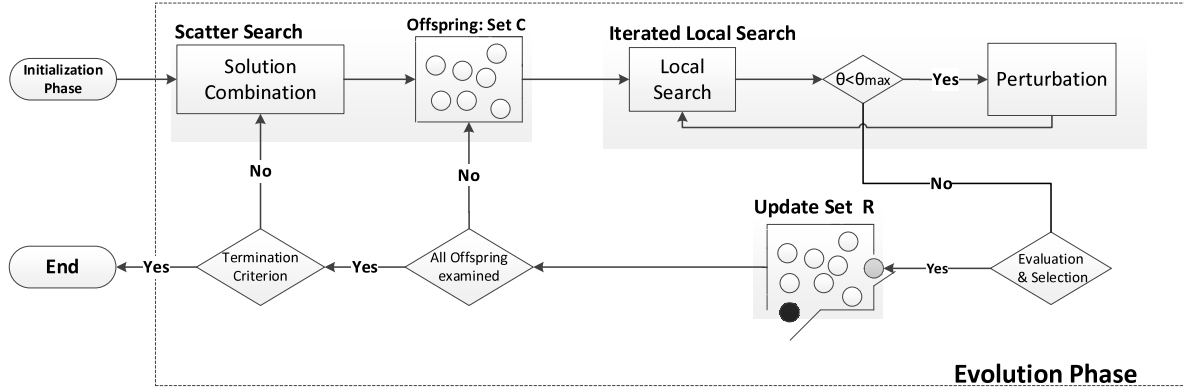 Scatter Search
Offspring: Set C
Iterated Local Search
Initialization
Phase
Solution
Combination
Local
Search
θ<θmax
Yes
Perturbation
No
No
No
Update Set R
End
Yes
Termination
Criterion
Yes
All Offspring
examined
Yes
Evaluation
& Selection
Evolution Phase